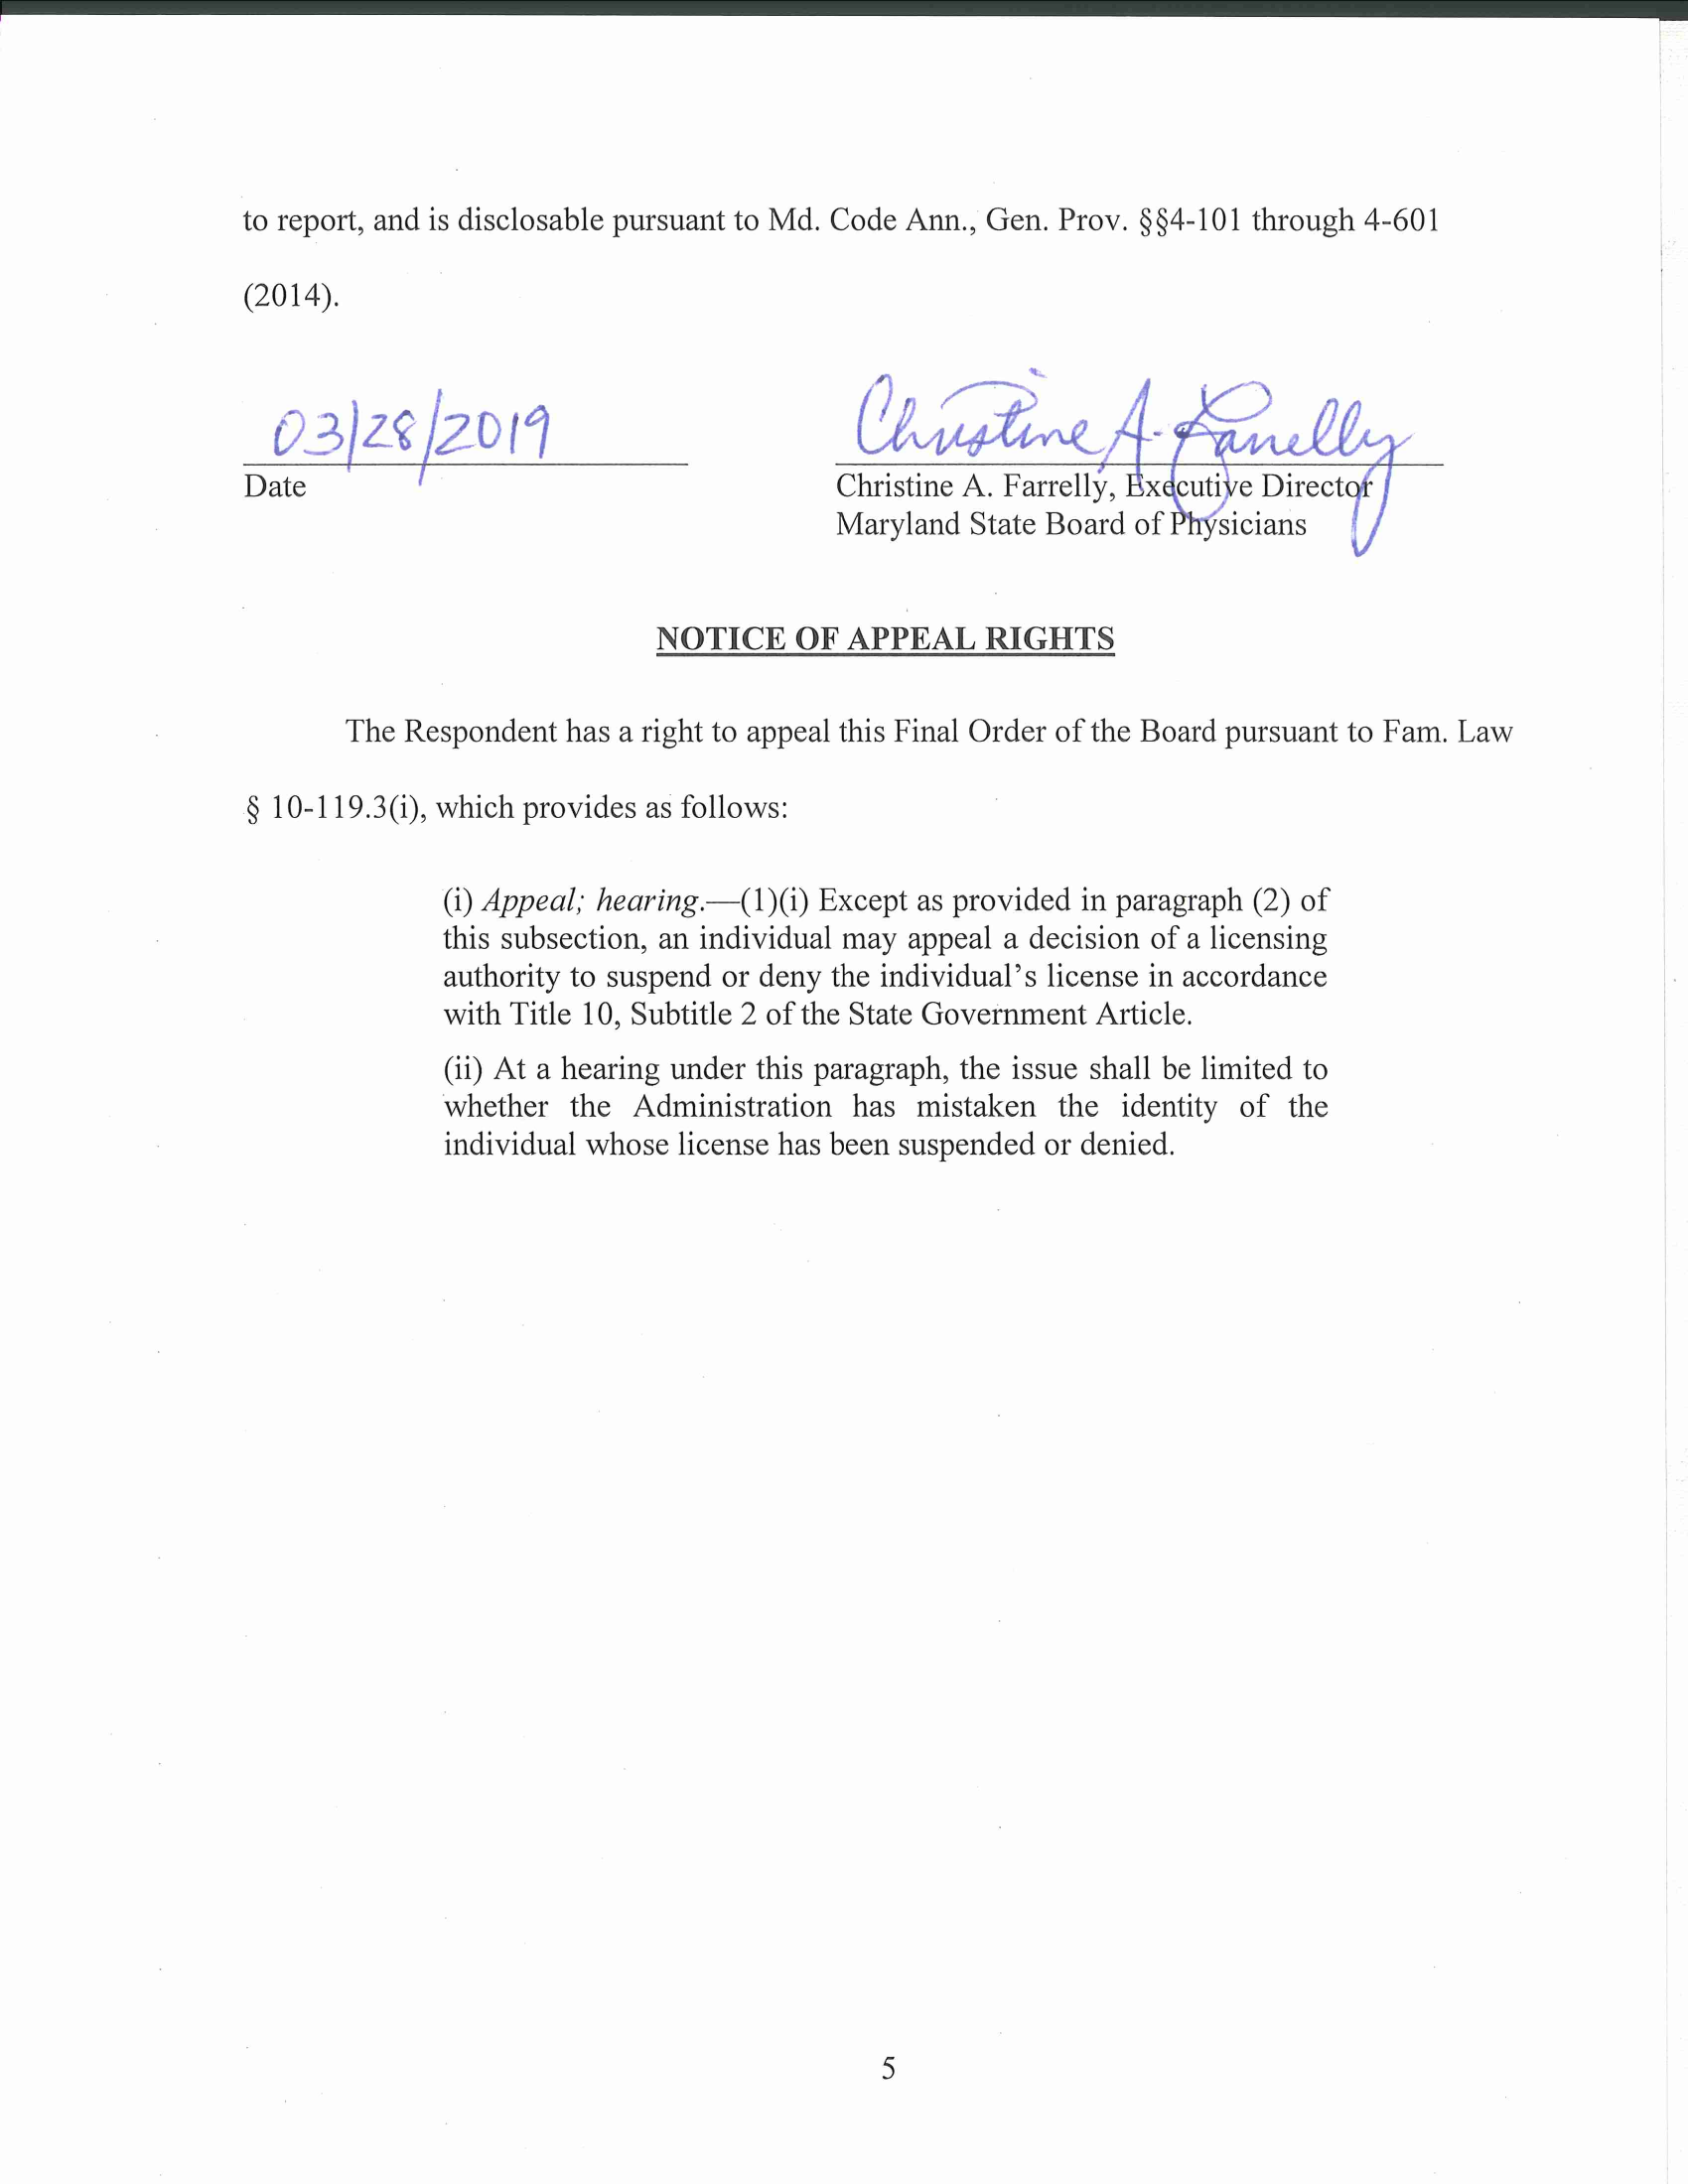 to report, and is disclosable pursuant to Md. Code Ann., Gen. Prov. §§4-101 through 4-601
(2014).
03/28/2019
Christine A. Farrelly
Date
Christine A. Farrelly, Executive Director
Maryland State Board of Physicians
NOTICE OF APPEAL RIGHTS
The Respondent has a right to appeal this Final Order of the Board pursuant to Fam. Law
§ 10-119.3(i), which provides as follows:
(i) Appeal; hearing.—(1)(i) Except as provided in paragraph (2) of
this subsection, an individual may appeal a decision of a licensing
authority to suspend or deny the individual's license in accordance
with Title 10, Subtitle 2 of the State Government Article.
(ii) At a hearing under this paragraph, the issue shall be limited to
whether the Administration has mistaken the identity of the
individual whose license has been suspended or denied.
5